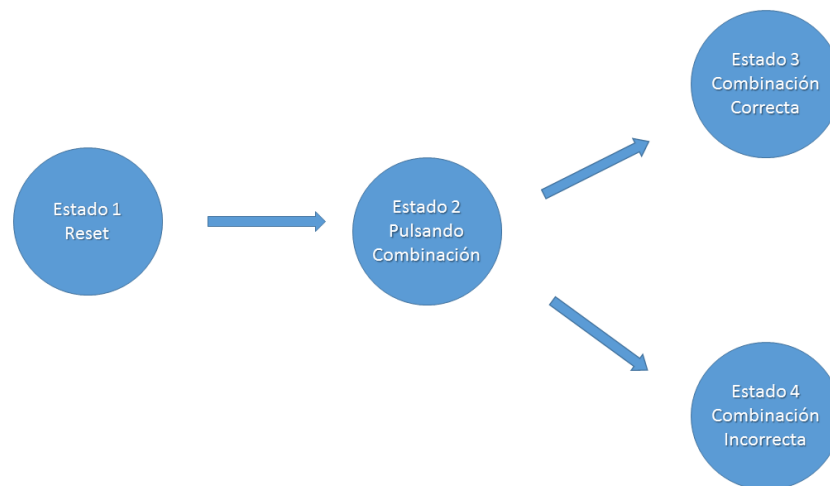 Estado 1
Reset
Estado 2
Pulsando
Combinación
Estado 3
Combinación
Correcta
Estado 4
Combinación
Incorrecta